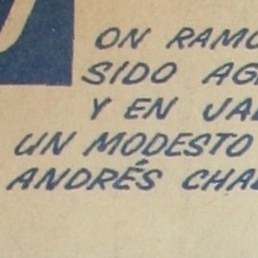 ON RAMO
SIDO AG
Y EN JA
UN MODESTO
ANDRÉS CHA